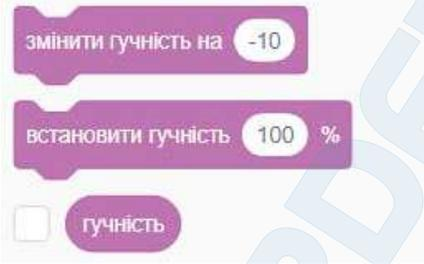 змінити гучність на -10
встановити гучність 100 %
гучність